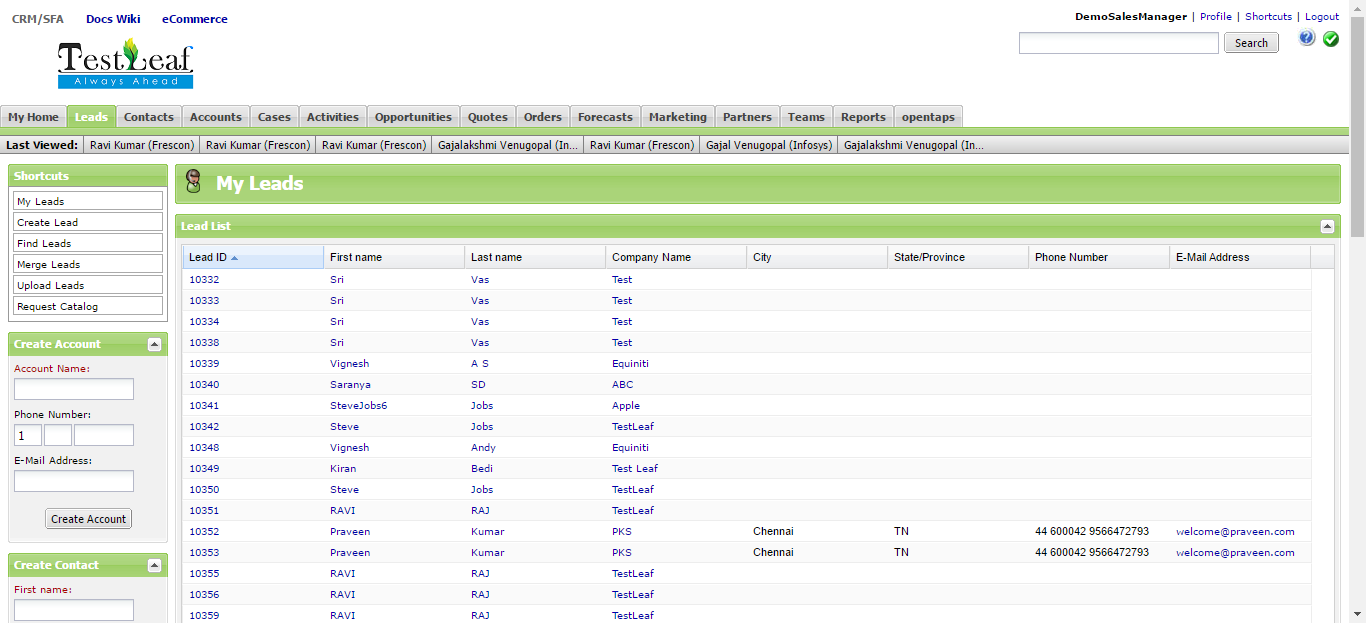 CRM/SFA Docs Wiki eCommerce
DemoSalesManager | Profile | Shortcuts | Logout
TestLeaf
Always Ahead
Search
My Home Leads Contacts Accounts Cases Activities Opportunities Quotes Orders Forecasts Marketing Partners Teams Reports opentaps
Last Viewed: Ravi Kumar (Frescon) Ravi Kumar (Frescon) Ravi Kumar (Frescon) Gajalakshmi Venugopal (In... Ravi Kumar (Frescon) Gajal Venugopal (Infosys) Gajalakshmi Venugopal (In...
Shortcuts
My Leads
Create Lead
Find Leads
Merge Leads
Upload Leads
Request Catalog
Create Account
Account Name:
Phone Number:
1
E-Mail Address:
Create Account
Create Contact
First name:
My Leads
Lead List
Lead ID First name Last name Company Name City State/Province Phone Number E-Mail Address
10332 Sri Vas Test
10333 Sri Vas Test
10334 Sri Vas Test
10338 Sri Vas Test
10339 Vignesh A S Equiniti
10340 Saranya SD ABC
10341 SteveJobs6 Jobs Apple
10342 Steve Jobs TestLeaf
10348 Vignesh Andy Equiniti
10349 Kiran Bedi Test Leaf
10350 Steve Jobs TestLeaf
10351 RAVI RAJ TestLeaf
10352 Praveen Kumar PKS Chennai TN 44 600042 9566472793 welcome@praveen.com
10353 Praveen Kumar PKS Chennai TN 44 600042 9566472793 welcome@praveen.com
10355 RAVI RAJ TestLeaf
10356 RAVI RAJ TestLeaf
10359 RAVI RAJ TestLeaf